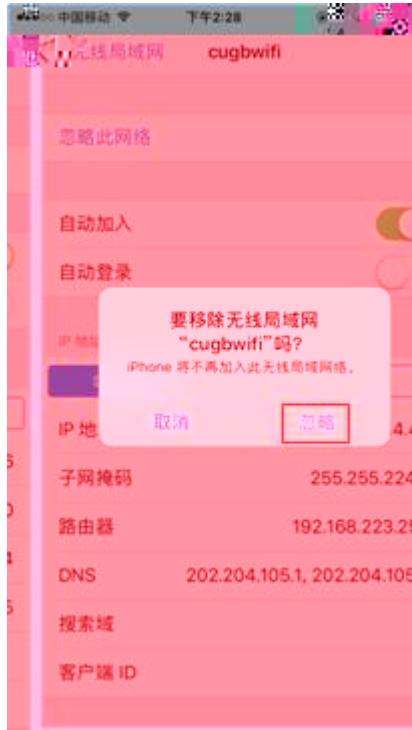 中国移动 下午2:28
无线局域网 cugbwifi
忽略此网络
自动加入
自动登录
要移除无线局域网
“cugbwifi”吗?
iPhone 将不再加入此无线局域网络。
IP 地
取消 忽略
IP 地
子网掩码 255.255.224
路由器 192.168.223.25
DNS 202.204.105.1, 202.204.105
搜索域
客户端 ID